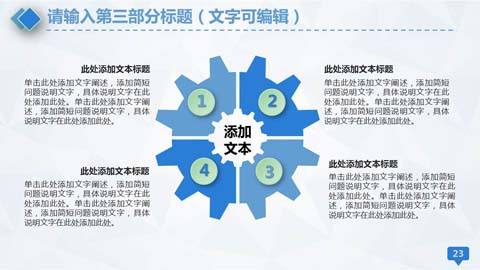 请输入第三部分标题（文字可编辑）
此处添加文本标题
单击此处添加文字阐述，添加简短
问题说明文字，具体说明文字在此
处添加此处。单击此处添加文字阐
述，添加简短问题说明文字，具体
说明文字在此处添加此处。
1
2
此处添加文本标题
单击此处添加文字阐述，添加简短
问题说明文字，具体说明文字在此
处添加此处。单击此处添加文字阐
述，添加简短问题说明文字，具体
说明文字在此处添加此处。
添加
文本
此处添加文本标题
单击此处添加文字阐述，添加简短
问题说明文字，具体说明文字在此
处添加此处。单击此处添加文字阐
述，添加简短问题说明文字，具体
说明文字在此处添加此处。
4
3
此处添加文本标题
单击此处添加文字阐述，添加简短
问题说明文字，具体说明文字在此
处添加此处。单击此处添加文字阐
述，添加简短问题说明文字，具体
说明文字在此处添加此处。
23